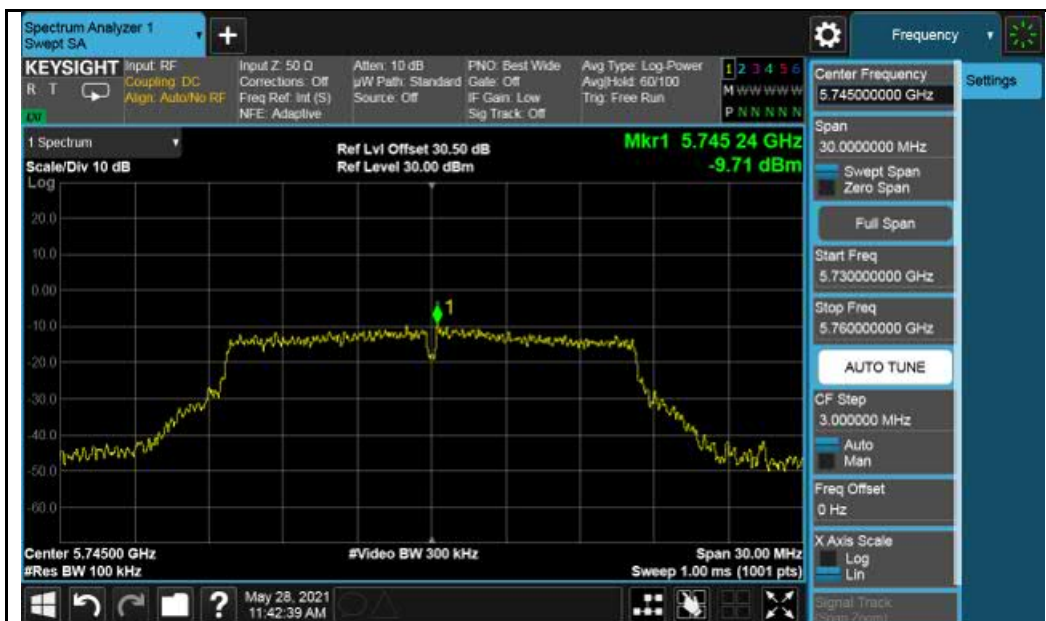 Spectrum Analyzer 1
Swept SA
+
Frequency
KEYSIGHT
R T
Input: RF
Coupling: DC
Align: Auto/No RF
Input Z: 50 Ω
Corrections: Off
Freq Ref: Int (S)
NFE: Adaptive
Atten: 10 dB
µW Path: Standard
Source: Off
PNO: Best Wide
Gate: Off
IF Gain: Low
Sig Track: Off
Avg Type: Log-Power
Avg|Hold: 60/100
Trig: Free Run
1 2 3 4 5 6
M W W W W W
P N N N N N
Center Frequency
5.745000000 GHz
Settings
1 Spectrum
Scale/Div 10 dB
Ref Lvl Offset 30.50 dB
Ref Level 30.00 dBm
Mkr1 5.745 24 GHz
-9.71 dBm
Span
30.0000000 MHz
Swept Span
Zero Span
Full Span
Start Freq
5.730000000 GHz
Stop Freq
5.760000000 GHz
AUTO TUNE
CF Step
3.000000 MHz
Auto
Man
Freq Offset
0 Hz
X Axis Scale
Log
Lin
Signal Track
(Span Zoom)
Log
20.0
10.0
0.00
-10.0
-20.0
-30.0
-40.0
-50.0
-60.0
1
Center 5.74500 GHz
#Res BW 100 kHz
#Video BW 300 kHz
Span 30.00 MHz
Sweep 1.00 ms (1001 pts)
?
May 28, 2021
11:42:39 AM